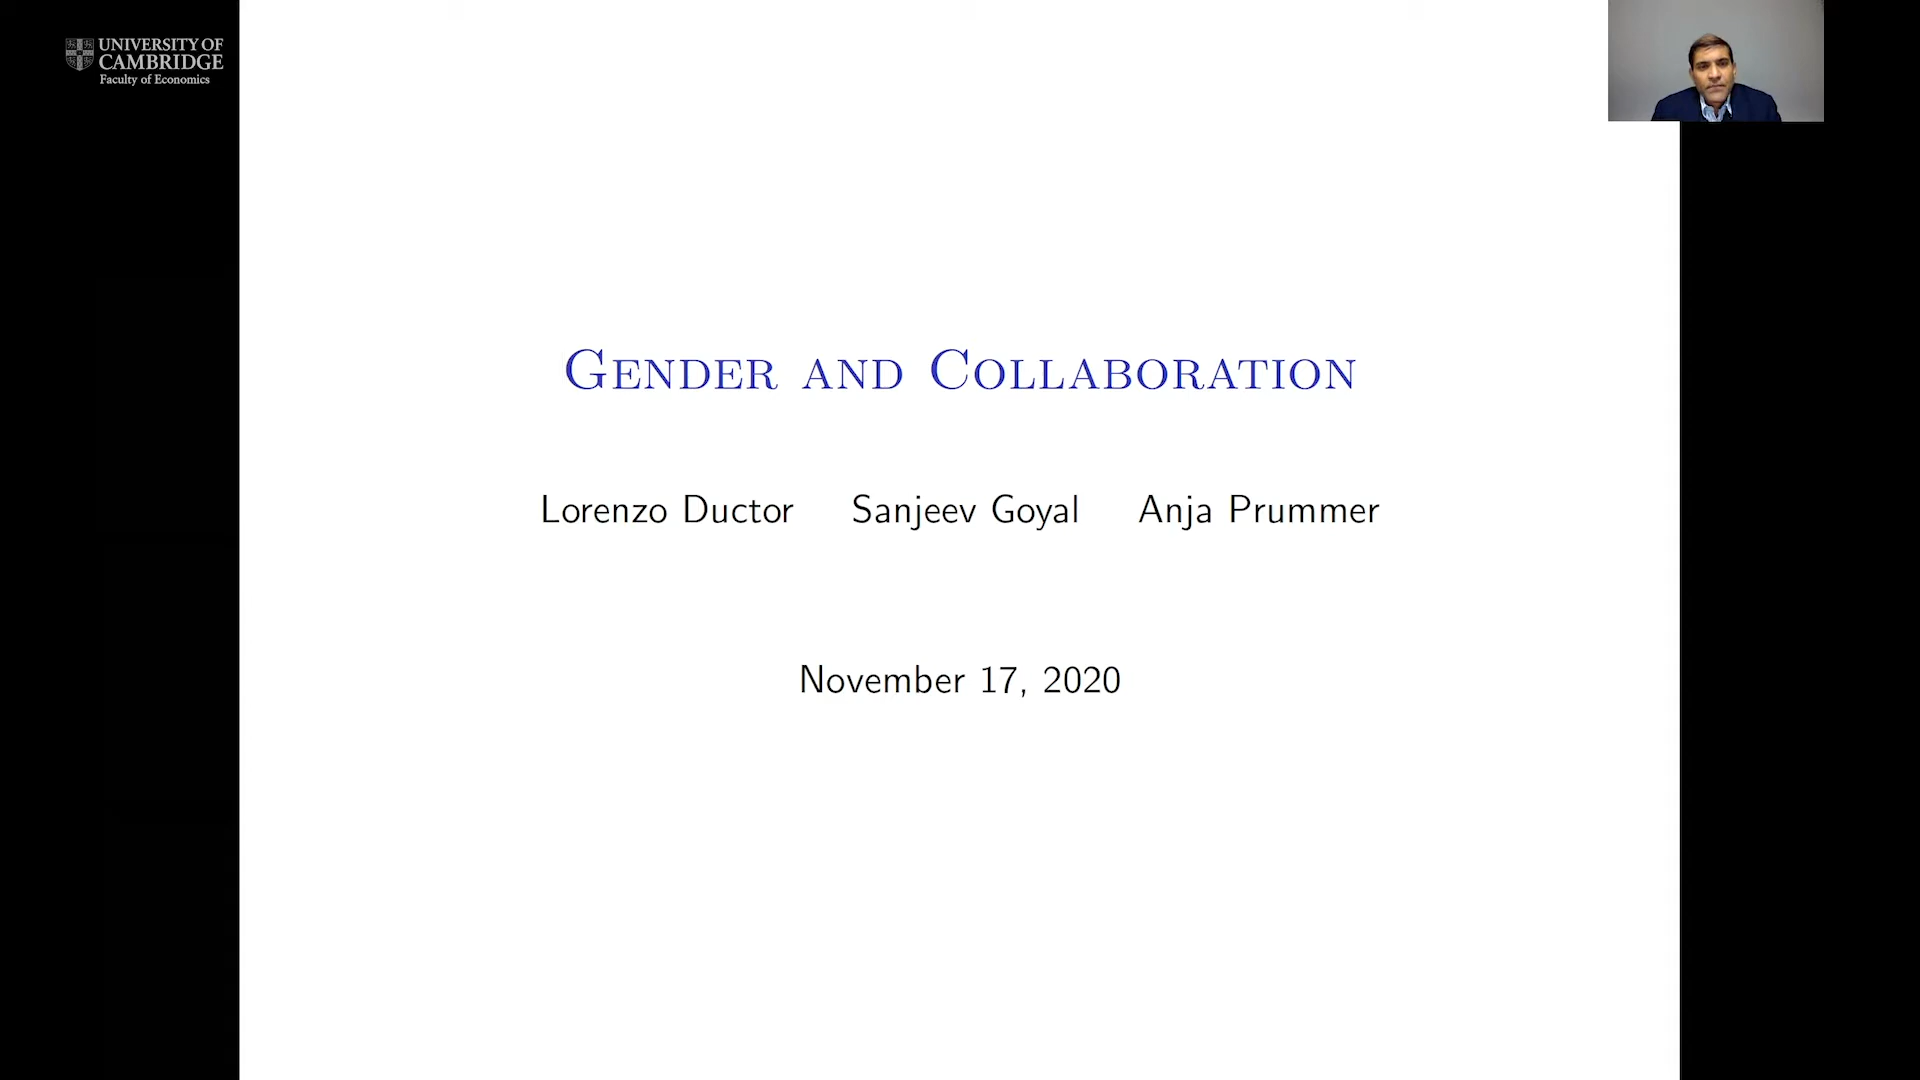 UNIVERSITY OF
CAMBRIDGE
Faculty of Economics
GENDER AND COLLABORATION
Lorenzo Ductor Sanjeev Goyal Anja Prummer
November 17, 2020